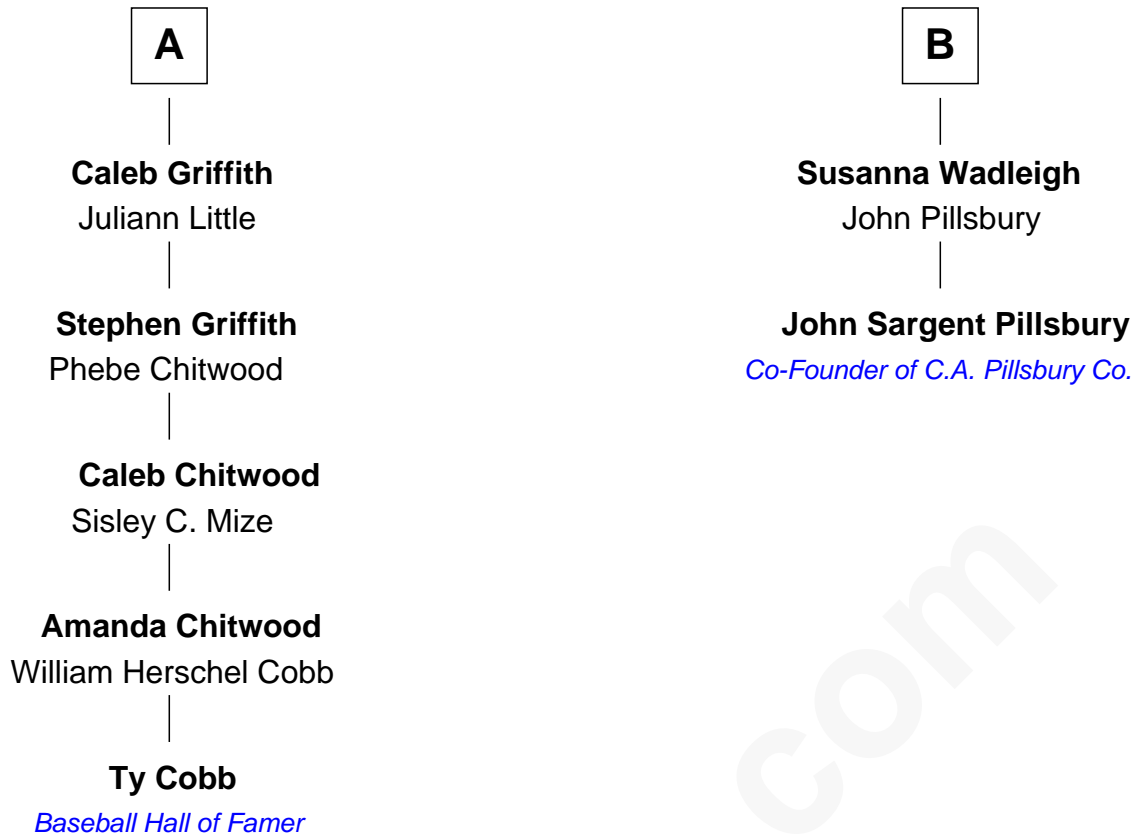 A
Caleb Griffith
Juliann Little
Stephen Griffith
Phebe Chitwood
Caleb Chitwood
Sisley C. Mize
Amanda Chitwood
William Herschel Cobb
Ty Cobb
Baseball Hall of Famer
B
Susanna Wadleigh
John Pillsbury
John Sargent Pillsbury
Co-Founder of C.A. Pillsbury Co.
com